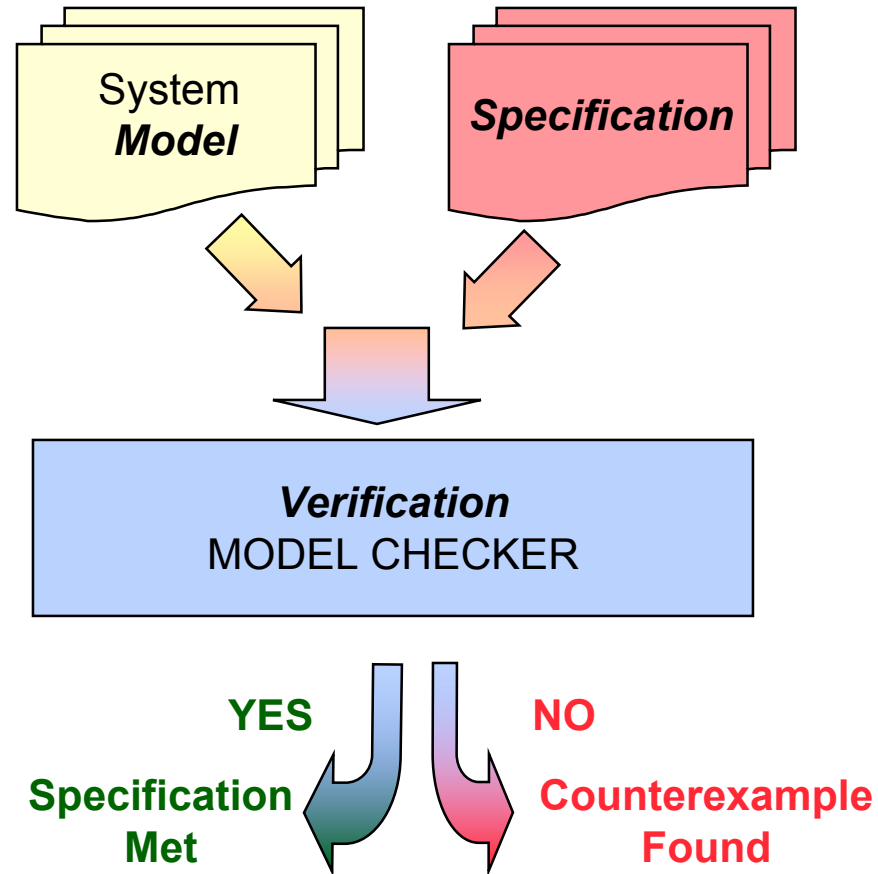 System
Model
Specification
Verification
MODEL CHECKER
YES
NO
Specification
Met
Counterexample
Found